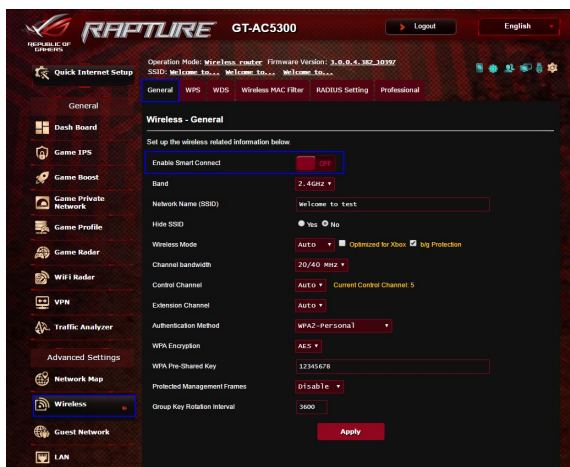 REPUBLIC OF
GAMERS
RAPTURE
GT-AC5300
Logout
English
Quick Internet Setup
Operation Mode: Wireless router Firmware Version: 3.0.0.4.382_10397
SSID: Welcome to... Welcome to... Welcome to...
General WPS WDS Wireless MAC Filter RADIUS Setting Professional
General
Dash Board
Game IPS
Game Boost
Game Private
Network
Game Profile
Game Radar
WiFi Radar
VPN
Traffic Analyzer
Advanced Settings
Network Map
Wireless
Guest Network
LAN
Wireless - General
Set up the wireless related information below.
Enable Smart Connect OFF
Band 2.4GHz
Network Name (SSID) Welcome to test
Hide SSID Yes No
Wireless Mode Auto Optimized for Xbox b/g Protection
Channel bandwidth 20/40 MHz
Control Channel Auto Current Control Channel: 5
Extension Channel Auto
Authentication Method WPA2-Personal
WPA Encryption AES
WPA Pre-Shared Key 12345678
Protected Management Frames Disable
Group Key Rotation Interval 3600
Apply